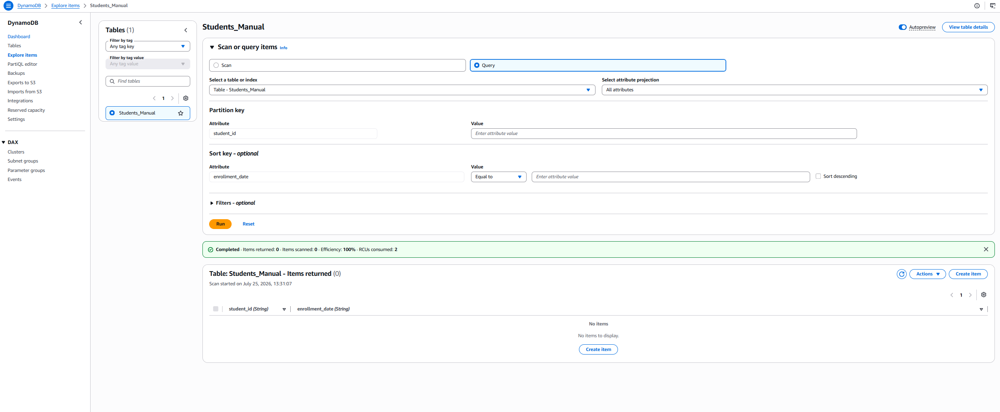 DynamoDB > Explore items > Students_Manual
DynamoDB
Dashboard
Tables
Explore items
PartiQL editor
Backups
Exports to S3
Imports from S3
Integrations
Reserved capacity
Settings
DAX
Clusters
Subnet groups
Parameter groups
Events
Tables (1)
Filter by tag
Any tag key
Filter by tag value
Any tag value
Find tables
1
Students_Manual
Students_Manual
Autopreview
View table details
Scan or query items Info
Scan
Query
Select a table or index
Table - Students_Manual
Select attribute projection
All attributes
Partition key
Attribute
student_id
Value
Enter attribute value
Sort key - optional
Attribute
enrollment_date
Value
Equal to
Enter attribute value
Sort descending
Filters - optional
Run
Reset
Completed · Items returned: 0 · Items scanned: 0 · Efficiency: 100% · RCUs consumed: 2
Table: Students_Manual - Items returned (0)
Scan started on July 25, 2026, 13:31:07
Actions
Create item
1
student_id (String)
enrollment_date (String)
No items
No items to display.
Create item